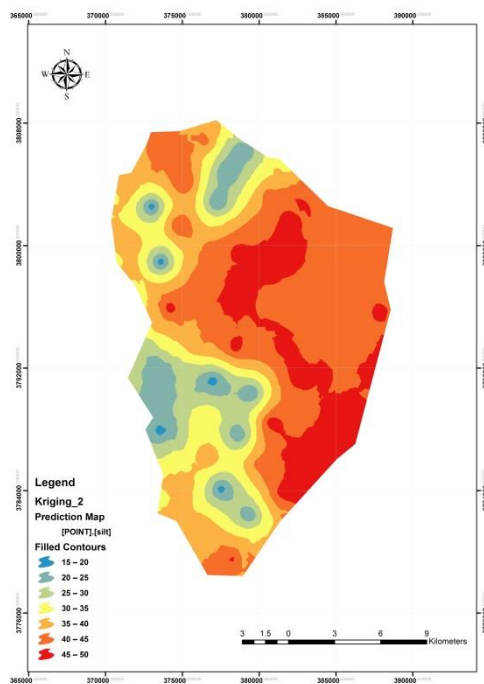 365000 370000 375000 380000 385000 390000
N
W E
S
3808000
3800000
3792000
3784000
3776000
Legend
Kriging_2
Prediction Map
[POINT].[silt]
Filled Contours
15 – 20
20 – 25
25 – 30
30 – 35
35 – 40
40 – 45
45 – 50
3 1.5 0 3 6 9
Kilometers
365000 370000 375000 380000 385000 390000